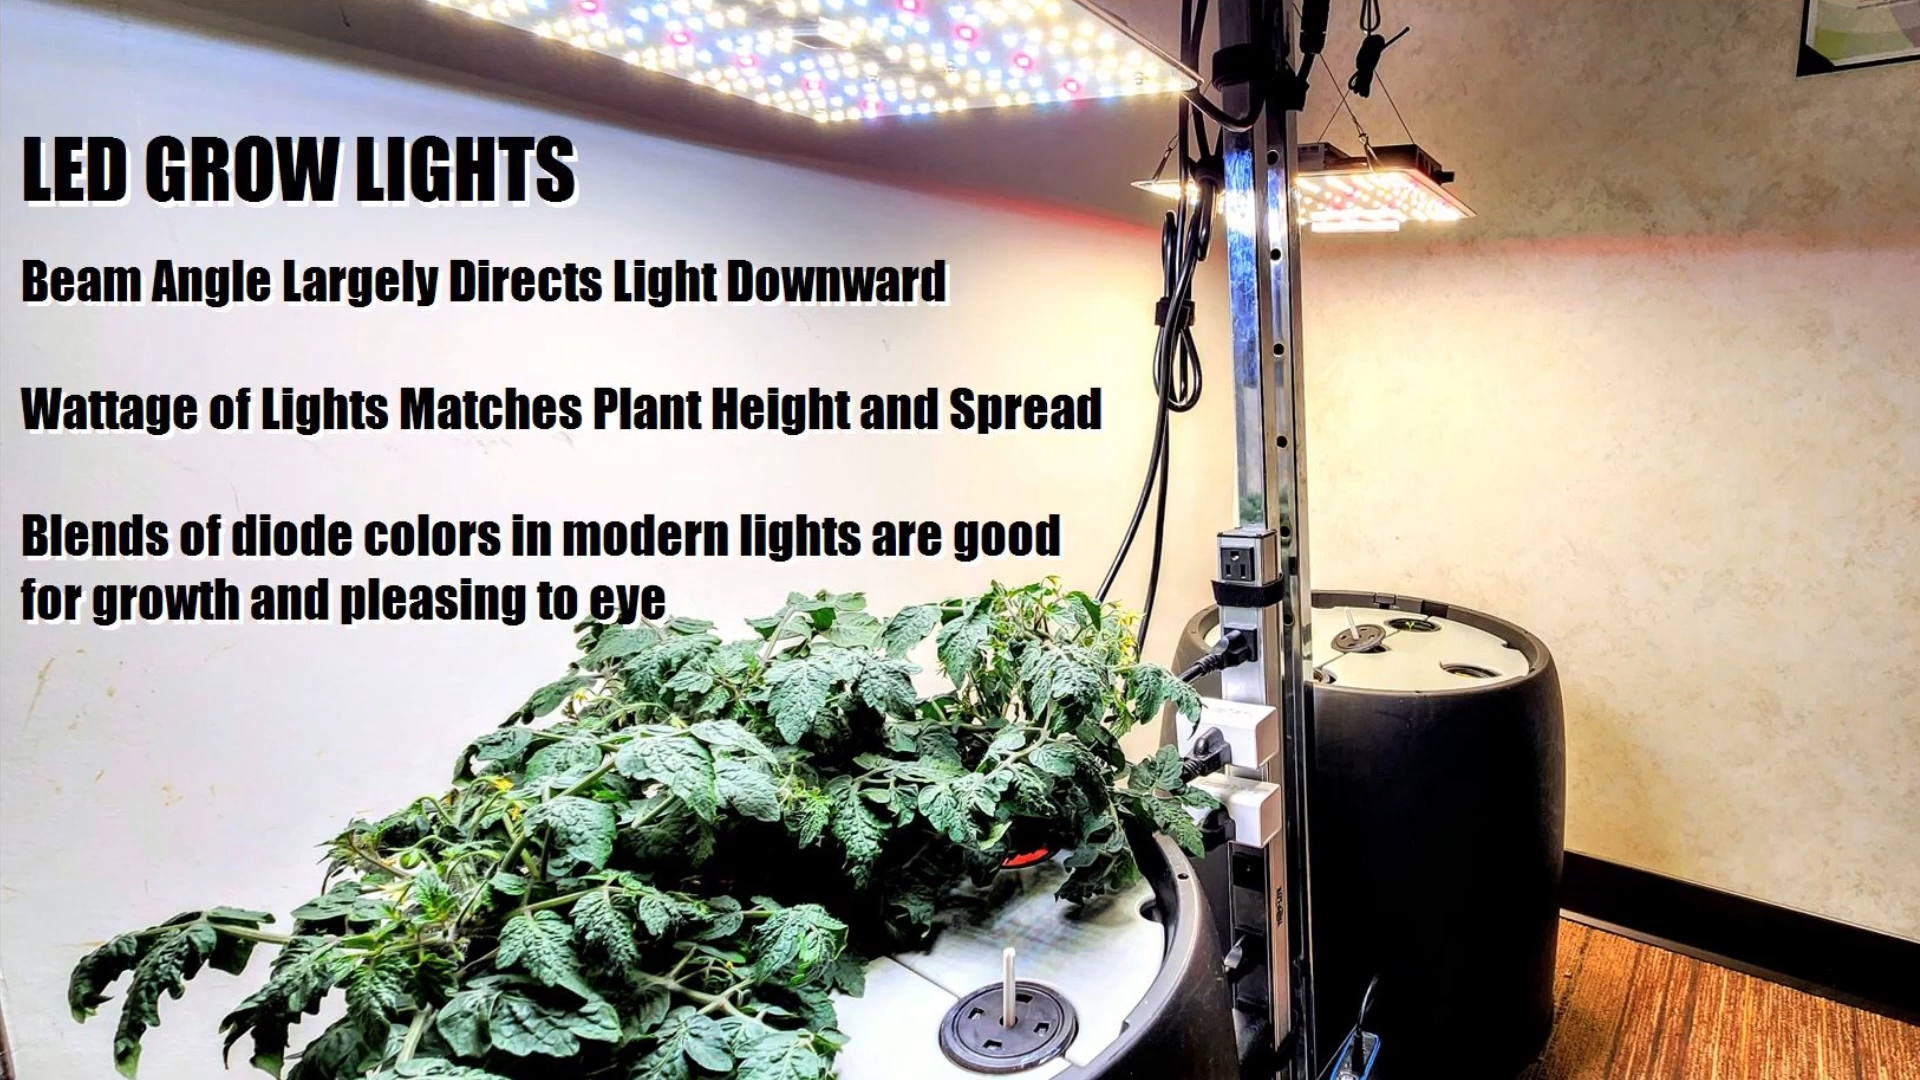 LED GROW LIGHTS
Beam Angle Largely Directs Light Downward
Wattage of Lights Matches Plant Height and Spread
Blends of diode colors in modern lights are good
for growth and pleasing to eye